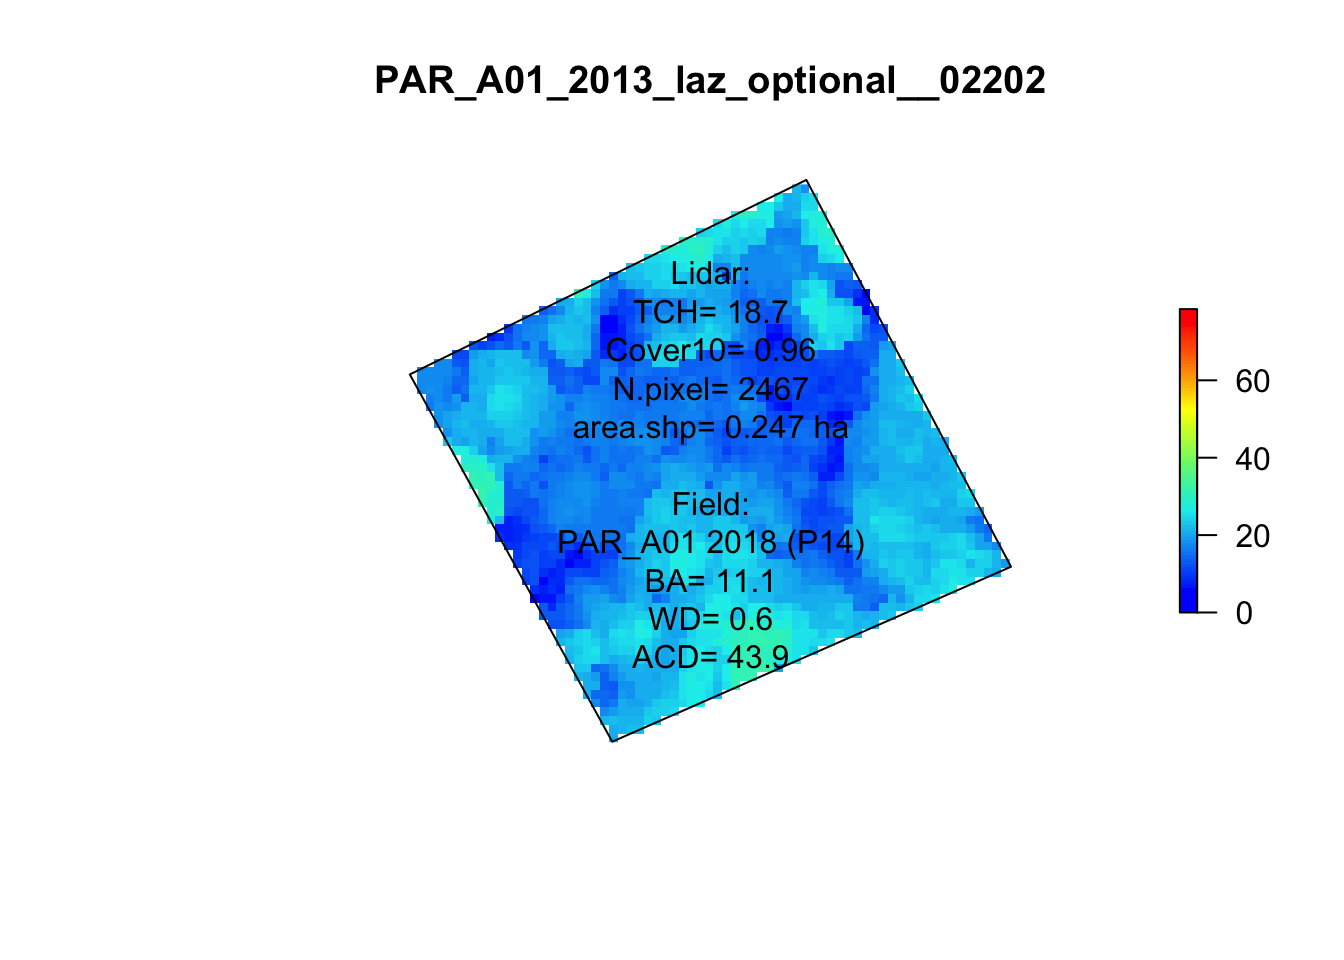 PAR_A01_2013_laz_optional__02202
Lidar:
TCH= 18.7
Cover10= 0.96
N.pixel= 2467
area.shp= 0.247 ha
Field:
PAR_A01 2018 (P14)
BA= 11.1
WD= 0.6
ACD= 43.9
60
40
20
0